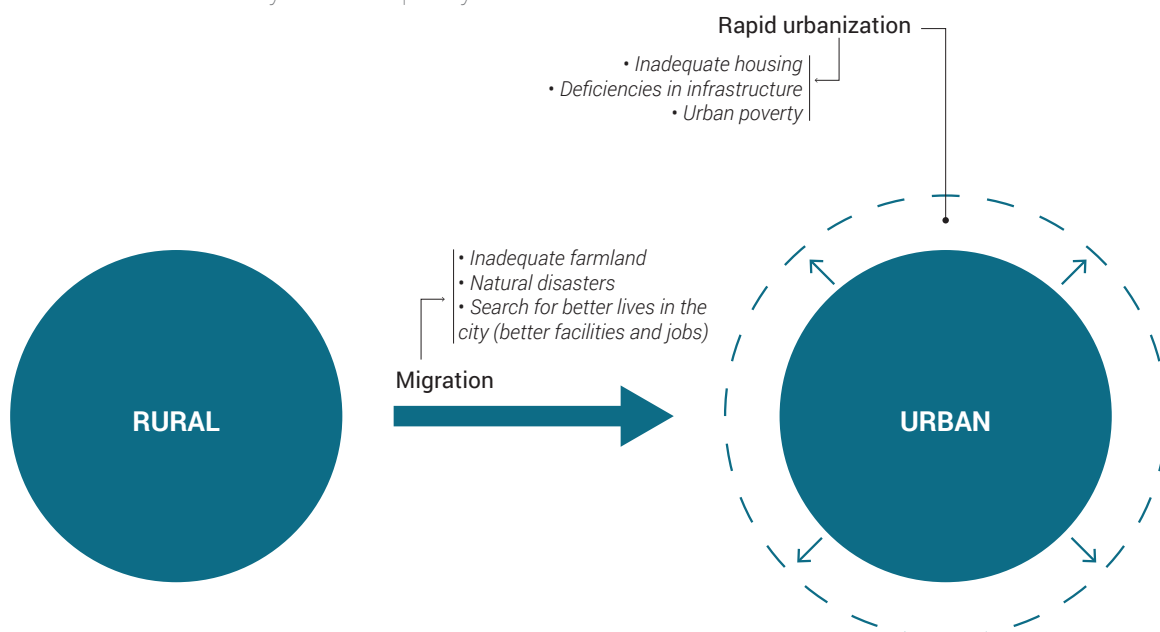 Rapid urbanization
• Inadequate housing
• Deficiencies in infrastructure
• Urban poverty
• Inadequate farmland
• Natural disasters
• Search for better lives in the
city (better facilities and jobs)
Migration
RURAL
URBAN